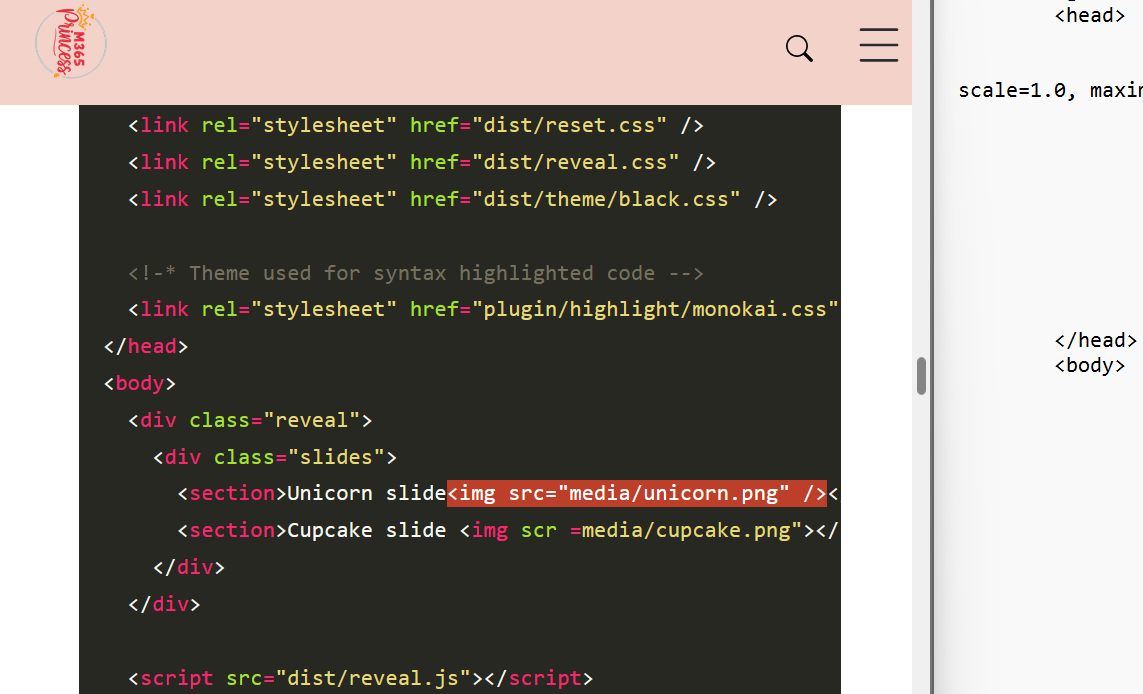 M365
Princess
<link rel="stylesheet" href="dist/reset.css" />
<link rel="stylesheet" href="dist/reveal.css" />
<link rel="stylesheet" href="dist/theme/black.css" />
<!-* Theme used for syntax highlighted code -->
<link rel="stylesheet" href="plugin/highlight/monokai.css"
</head>
<body>
<div class="reveal">
<div class="slides">
<section>Unicorn slide<img src="media/unicorn.png" /><
<section>Cupcake slide <img scr =media/cupcake.png"></
</div>
</div>
<script src="dist/reveal.js"></script>
<head>
scale=1.0, maxim
</head>
<body>